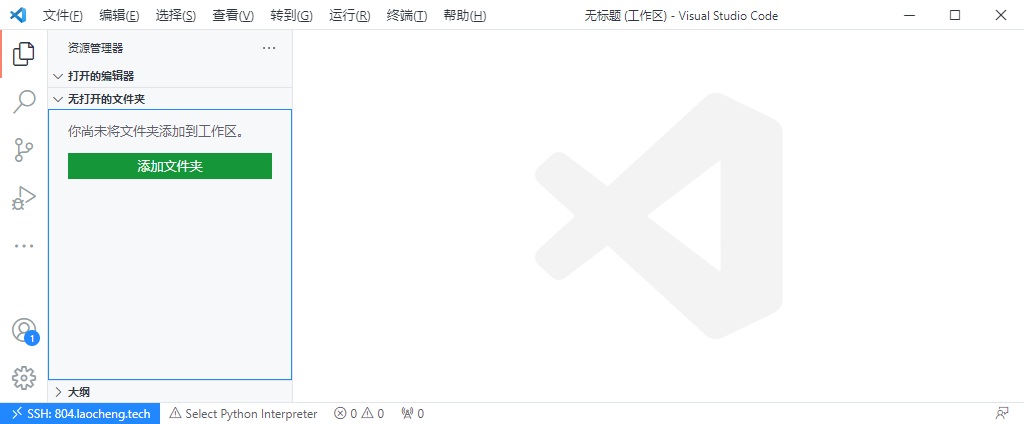 文件(F) 编辑(E) 选择(S) 查看(V) 转到(G) 运行(R) 终端(T) 帮助(H) 无标题 (工作区) - Visual Studio Code
资源管理器
打开的编辑器
无打开的文件夹
你尚未将文件夹添加到工作区。
添加文件夹
1
大纲
SSH: 804.laocheng.tech Select Python Interpreter 0 0 0